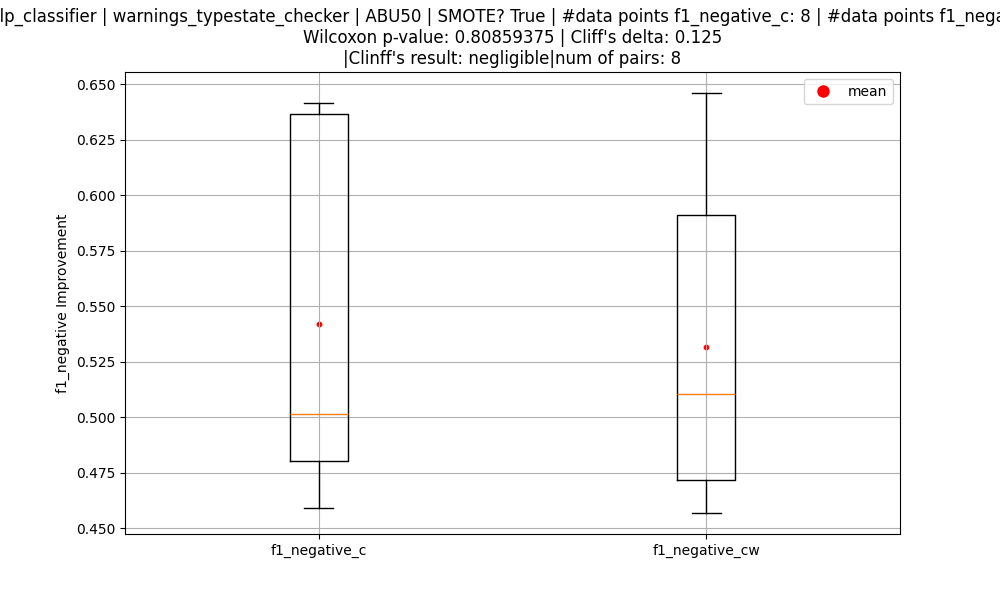 lp_classifier | warnings_typestate_checker | ABU50 | SMOTE? True | #data points f1_negative_c: 8 | #data points f1_nega
Wilcoxon p-value: 0.80859375 | Cliff's delta: 0.125
|Clinff's result: negligible|num of pairs: 8
mean
f1_negative Improvement
0.650
0.625
0.600
0.575
0.550
0.525
0.500
0.475
0.450
f1_negative_c
f1_negative_cw